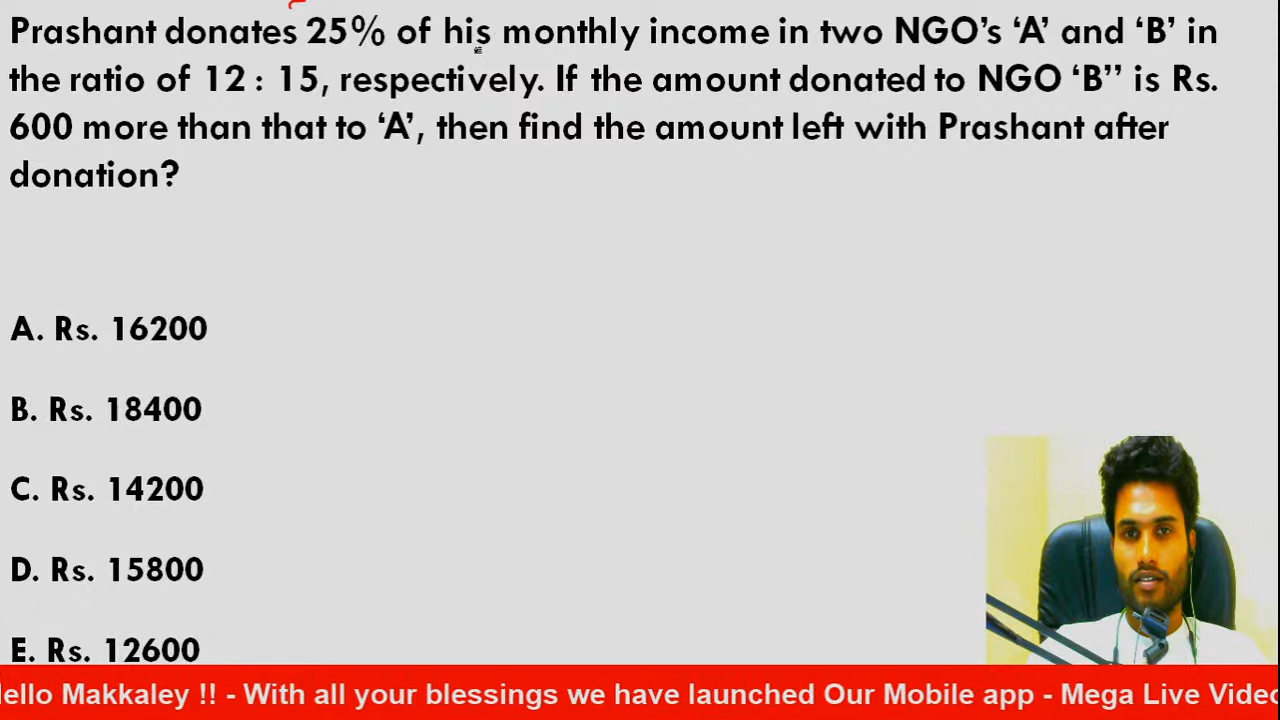 Prashant donates 25% of his monthly income in two NGO's ‘A’ and ‘B’ in
the ratio of 12 : 15, respectively. If the amount donated to NGO ‘B’’ is Rs.
600 more than that to ‘A’, then find the amount left with Prashant after
donation?
A. Rs. 16200
B. Rs. 18400
C. Rs. 14200
D. Rs. 15800
E. Rs. 12600
ello Makkaley !! - With all your blessings we have launched Our Mobile app - Mega Live Video